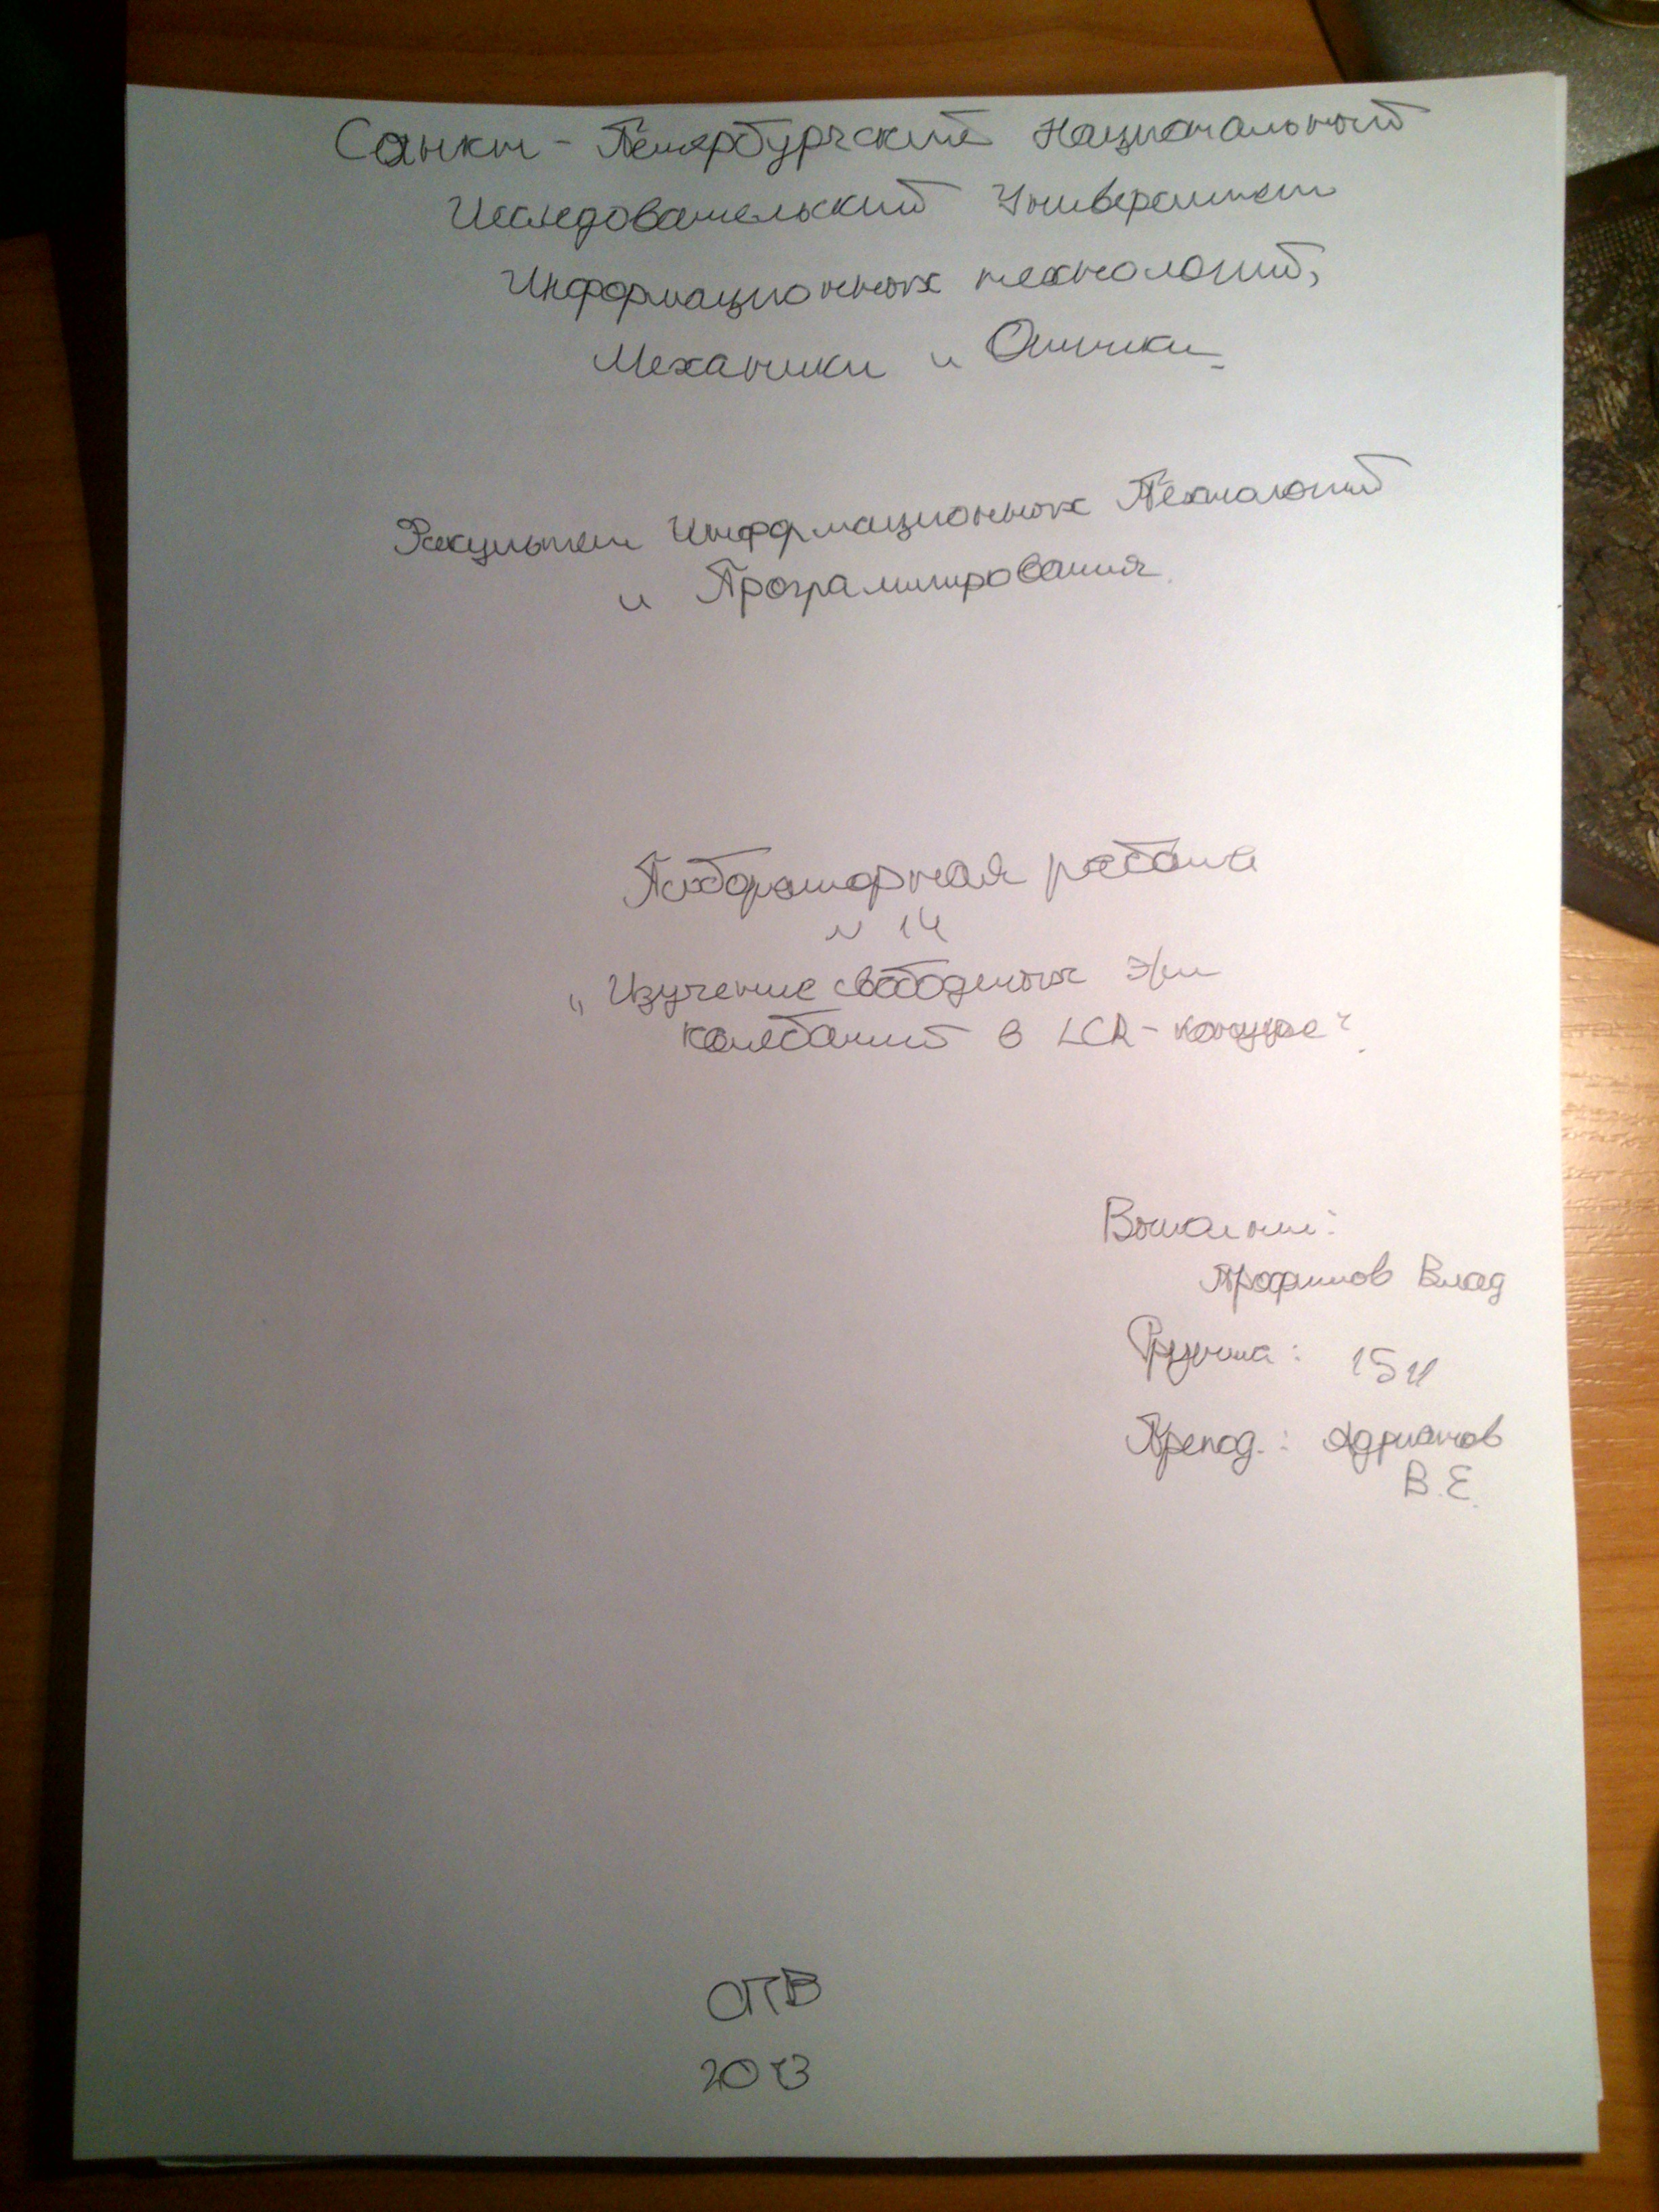 Санкт-Петербургский Национальный
Исследовательский Университет
Информационных технологий,
Механики и Оптики
Факультет Информационных Технологий
и Программирования
Лабораторная работа
N 14
"Изучение свободных Э/м
колебаний в LCR-контуре".
Выполнил:
Трофимов Влад
Группа: 1511
Препод.: Адрианов
В.Е.
СПБ
2013